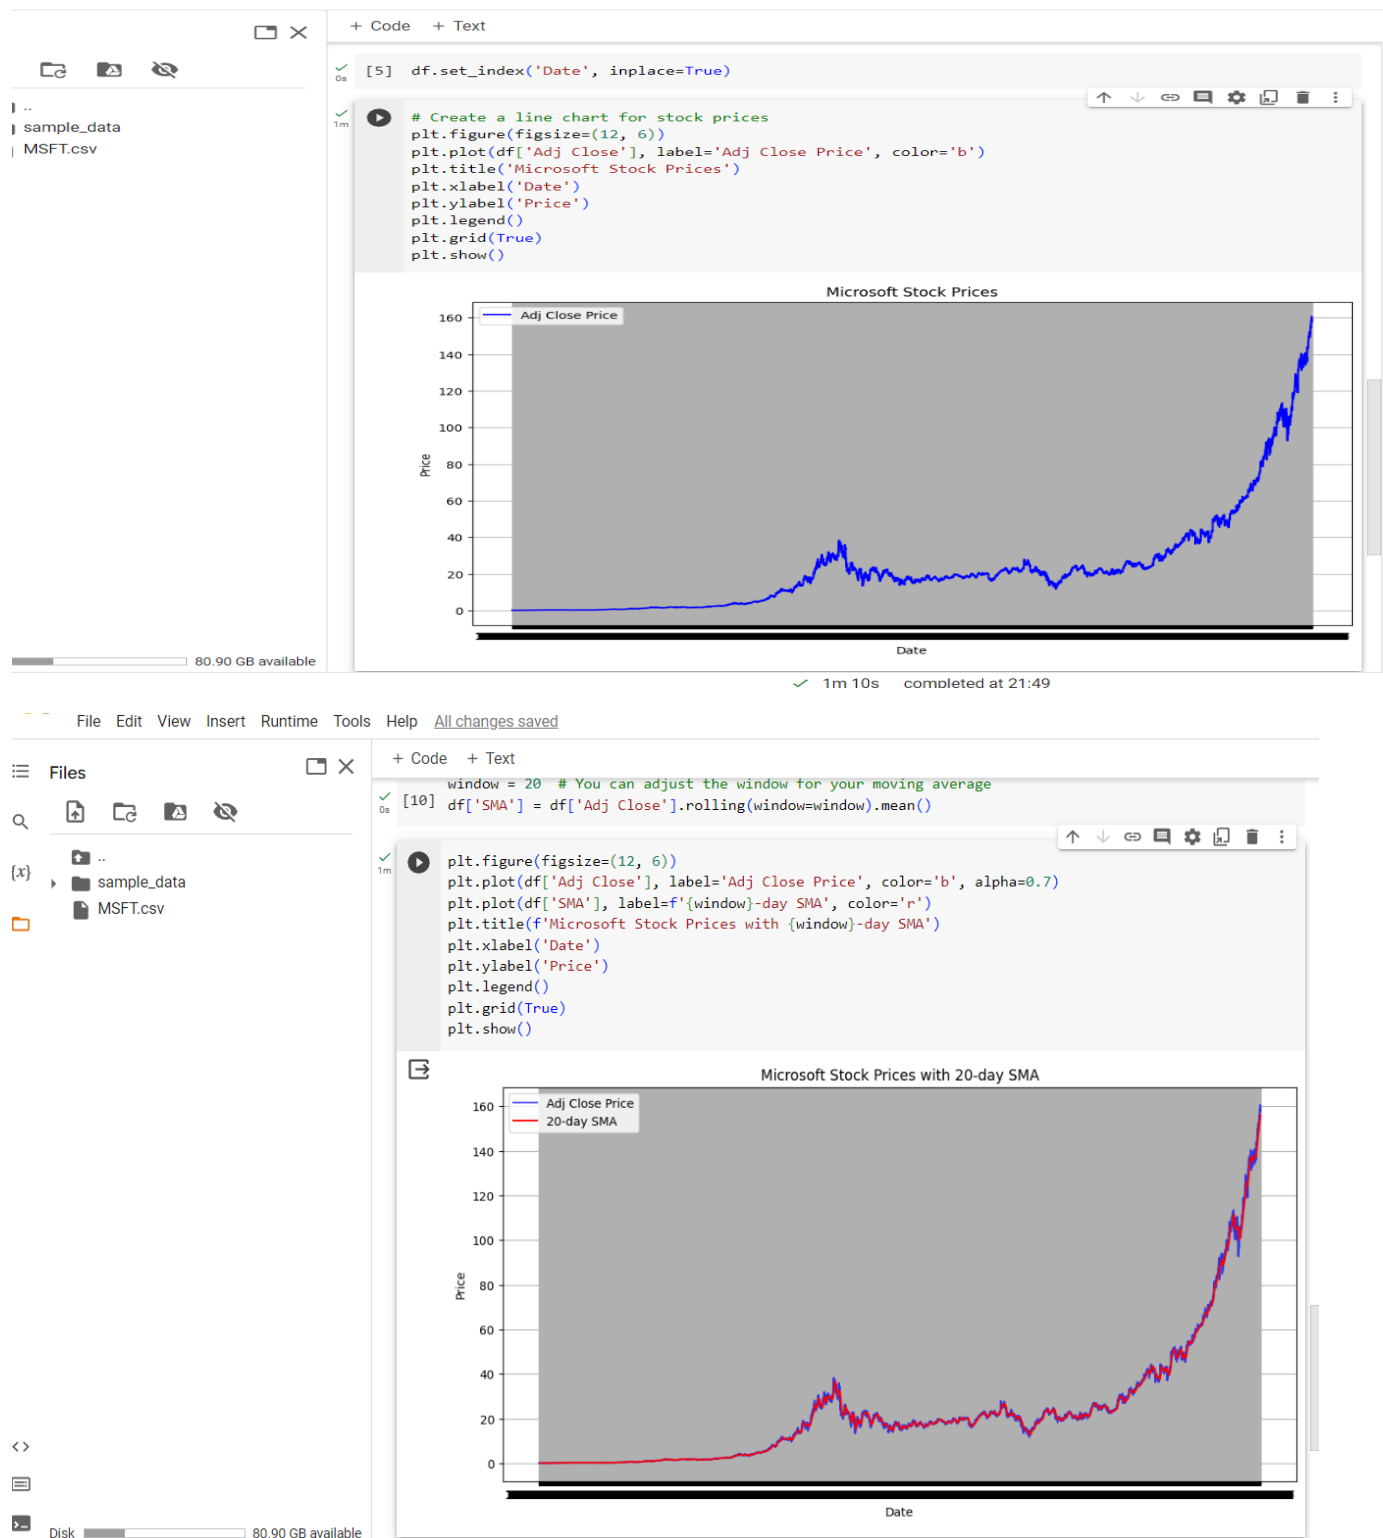 + Code + Text
0s
[5] df.set_index('Date', inplace=True)
..
sample_data
MSFT.csv
1m
# Create a line chart for stock prices
plt.figure(figsize=(12, 6))
plt.plot(df['Adj Close'], label='Adj Close Price', color='b')
plt.title('Microsoft Stock Prices')
plt.xlabel('Date')
plt.ylabel('Price')
plt.legend()
plt.grid(True)
plt.show()
Microsoft Stock Prices
Adj Close Price
160
140
120
100
80
60
40
20
0
Price
Date
80.90 GB available
1m 10s completed at 21:49
File Edit View Insert Runtime Tools Help All changes saved
Files
+ Code + Text
window = 20 # You can adjust the window for your moving average
0s
[10] df['SMA'] = df['Adj Close'].rolling(window=window).mean()
{x}
..
sample_data
MSFT.csv
1m
plt.figure(figsize=(12, 6))
plt.plot(df['Adj Close'], label='Adj Close Price', color='b', alpha=0.7)
plt.plot(df['SMA'], label=f'{window}-day SMA', color='r')
plt.title(f'Microsoft Stock Prices with {window}-day SMA')
plt.xlabel('Date')
plt.ylabel('Price')
plt.legend()
plt.grid(True)
plt.show()
Microsoft Stock Prices with 20-day SMA
Adj Close Price
20-day SMA
160
140
120
100
80
60
40
20
0
Price
Date
Disk 80.90 GB available